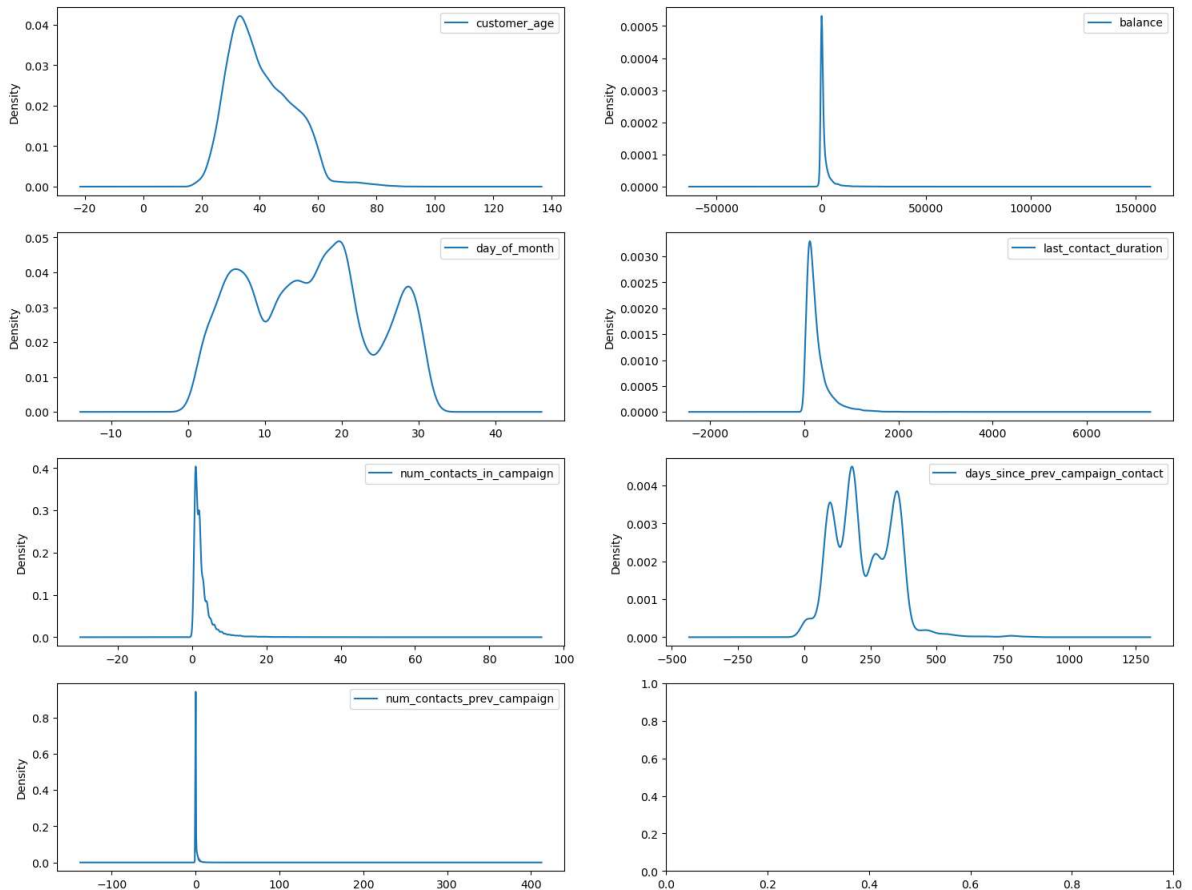 customer_age
Density
0.04
0.03
0.02
0.01
0.00
−20 0 20 40 60 80 100 120 140
balance
Density
0.0005
0.0004
0.0003
0.0002
0.0001
0.0000
−50000 0 50000 100000 150000
day_of_month
Density
0.05
0.04
0.03
0.02
0.01
0.00
−10 0 10 20 30 40
last_contact_duration
Density
0.0030
0.0025
0.0020
0.0015
0.0010
0.0005
0.0000
−2000 0 2000 4000 6000
num_contacts_in_campaign
Density
0.4
0.3
0.2
0.1
0.0
−20 0 20 40 60 80 100
days_since_prev_campaign_contact
Density
0.004
0.003
0.002
0.001
0.000
−500 −250 0 250 500 750 1000 1250
num_contacts_prev_campaign
Density
0.8
0.6
0.4
0.2
0.0
−100 0 100 200 300 400
1.0
0.8
0.6
0.4
0.2
0.0
0.0 0.2 0.4 0.6 0.8 1.0